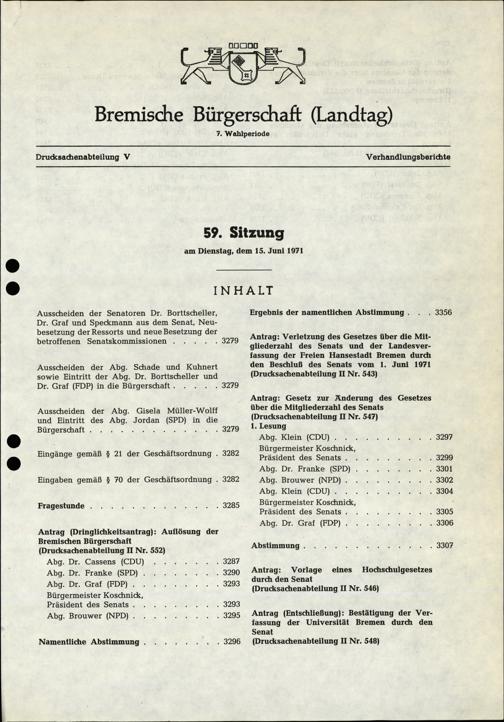 Bremische Bürgerschaft (Landtag)
7. Wahlperiode
Drucksachenabteilung V
Verhandlungsberichte
59. Sitzung
am Dienstag, dem 15. Juni 1971
INHALT
Ausscheiden der Senatoren Dr. Borttscheller,
Dr. Graf und Speckmann aus dem Senat, Neu-
besetzung der Ressorts und neue Besetzung der
betroffenen Senatskommissionen . . . . . 3279
Ausscheiden der Abg. Schade und Kuhnert
sowie Eintritt der Abg. Dr. Borttscheller und
Dr. Graf (FDP) in die Bürgerschaft . . . . . 3279
Ausscheiden der Abg. Gisela Müller-Wolff
und Eintritt des Abg. Jordan (SPD) in die
Bürgerschaft . . . . . . . . . . . . . 3279
Eingänge gemäß § 21 der Geschäftsordnung . 3282
Eingaben gemäß § 70 der Geschäftsordnung . 3282
Fragestunde . . . . . . . . . . . . . 3285
Antrag (Dringlichkeitsantrag): Auflösung der
Bremischen Bürgerschaft
(Drucksachenabteilung II Nr. 552)
Abg. Dr. Cassens (CDU) . . . . . . . 3287
Abg. Dr. Franke (SPD) . . . . . . . . 3290
Abg. Dr. Graf (FDP) . . . . . . . . . 3293
Bürgermeister Koschnick,
Präsident des Senats . . . . . . . . . 3293
Abg. Brouwer (NPD) . . . . . . . . . 3295
Namentliche Abstimmung . . . . . . . . 3296
Ergebnis der namentlichen Abstimmung . . . 3356
Antrag: Verletzung des Gesetzes über die Mit-
gliederzahl des Senats und der Landesver-
fassung der Freien Hansestadt Bremen durch
den Beschluß des Senats vom 1. Juni 1971
(Drucksachenabteilung II Nr. 543)
Antrag: Gesetz zur Änderung des Gesetzes
über die Mitgliederzahl des Senats
(Drucksachenabteilung II Nr. 547)
1. Lesung
Abg. Klein (CDU) . . . . . . . . . . 3297
Bürgermeister Koschnick,
Präsident des Senats . . . . . . . . . 3299
Abg. Dr. Franke (SPD) . . . . . . . . 3301
Abg. Brouwer (NPD) . . . . . . . . . 3302
Abg. Klein (CDU) . . . . . . . . . . 3304
Bürgermeister Koschnick,
Präsident des Senats . . . . . . . . . 3305
Abg. Dr. Graf (FDP) . . . . . . . . . 3306
Abstimmung . . . . . . . . . . . . . 3307
Antrag: Vorlage eines Hochschulgesetzes
durch den Senat
(Drucksachenabteilung II Nr. 546)
Antrag (Entschließung): Bestätigung der Ver-
fassung der Universität Bremen durch den
Senat
(Drucksachenabteilung II Nr. 548)